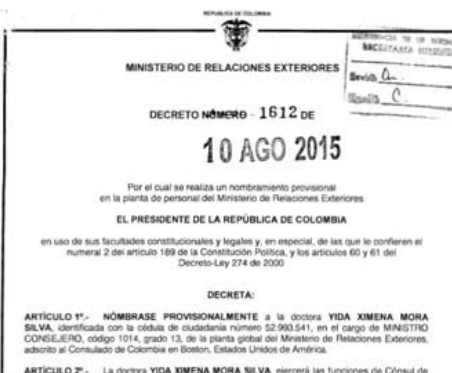 REPUBLICA DE COLOMBIA
MINISTERIO DE RELACIONES EXTERIORES
DECRETO NÚMERO - 1612 DE
10 AGO 2015
Por el cual se realiza un nombramiento provisional
en la planta de personal del Ministerio de Relaciones Exteriores
EL PRESIDENTE DE LA REPÚBLICA DE COLOMBIA
en uso de sus facultades constitucionales y legales y, en especial, de las que le confieren el
numeral 2 del artículo 189 de la Constitución Política, y los artículos 60 y 61 del
Decreto-Ley 274 de 2000
DECRETA:
ARTÍCULO 1º.- NÓMBRASE PROVISIONALMENTE a la doctora YIDA XIMENA MORA
SILVA, identificada con la cédula de ciudadanía número 52.993.541, en el cargo de MINISTRO
CONSEJERO, código 1014, grado 13, de la planta global del Ministerio de Relaciones Exteriores,
adscrito al Consulado de Colombia en Boston, Estados Unidos de América.
ARTÍCULO 2º.- La doctora YIDA XIMENA MORA SILVA, ejercerá las funciones de Cónsul de